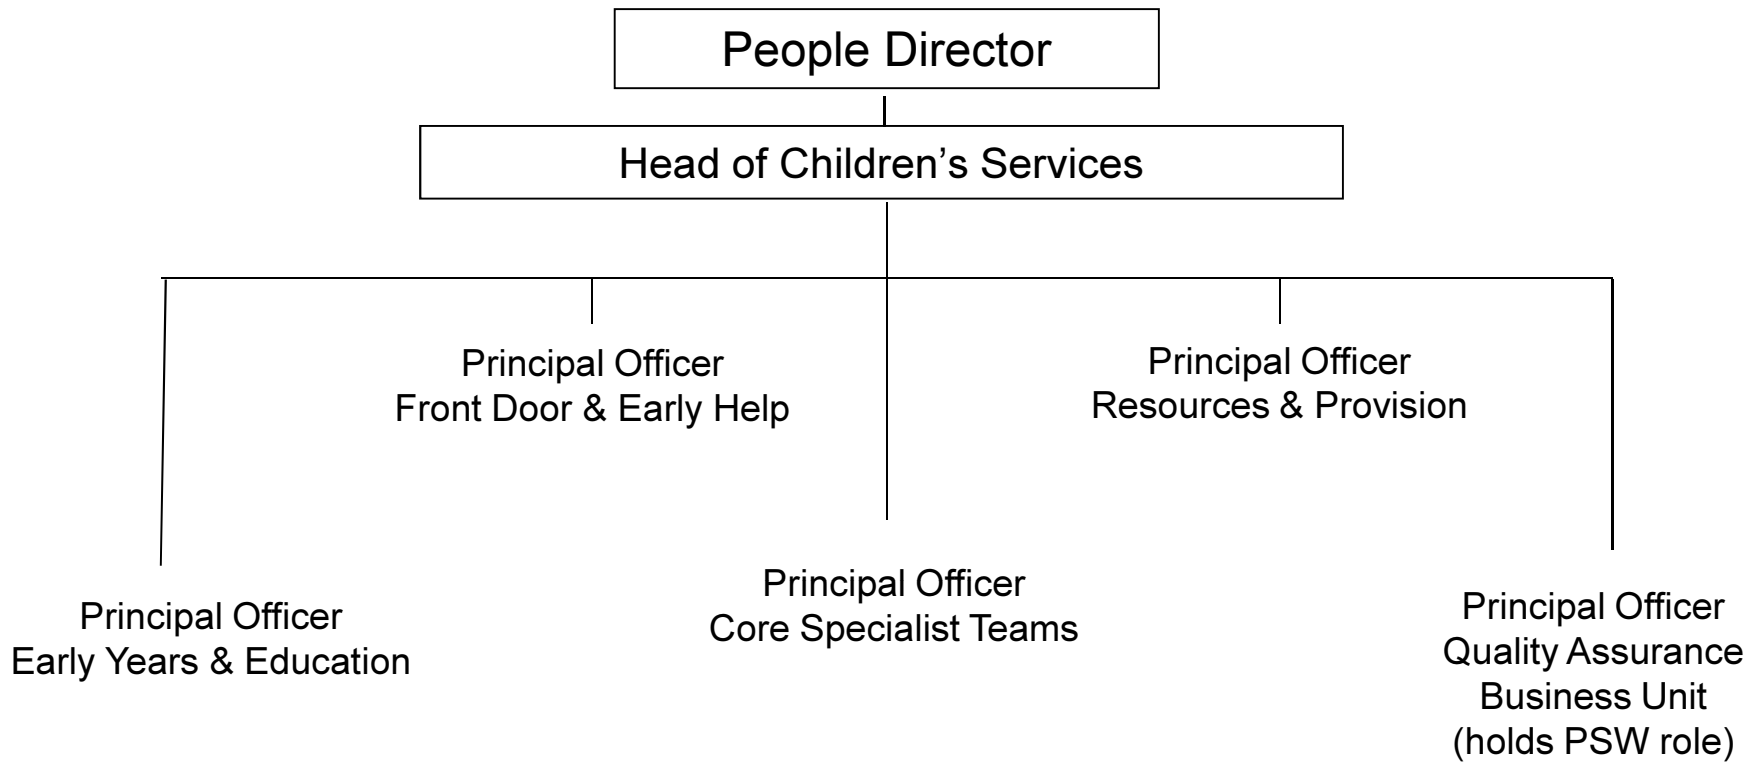 People Director
Head of Children’s Services
Principal Officer
Front Door & Early Help
Principal Officer
Resources & Provision
Principal Officer
Early Years & Education
Principal Officer
Core Specialist Teams
Principal Officer
Quality Assurance
Business Unit
(holds PSW role)